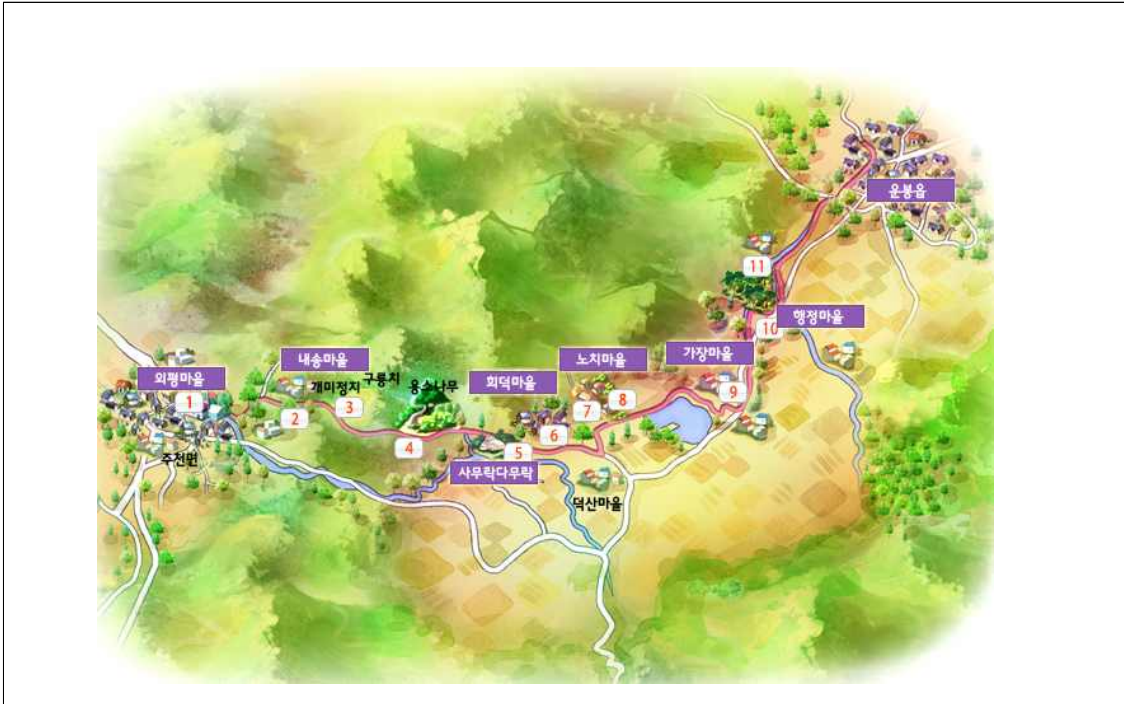 운봉읍
11
행정마을
10
내송마을
노치마을
가장마을
외평마을
1
개미정지
구룡치
용소나무
회덕마을
2
3
7
8
9
4
5
6
주천면
사무락다무락
덕산마을